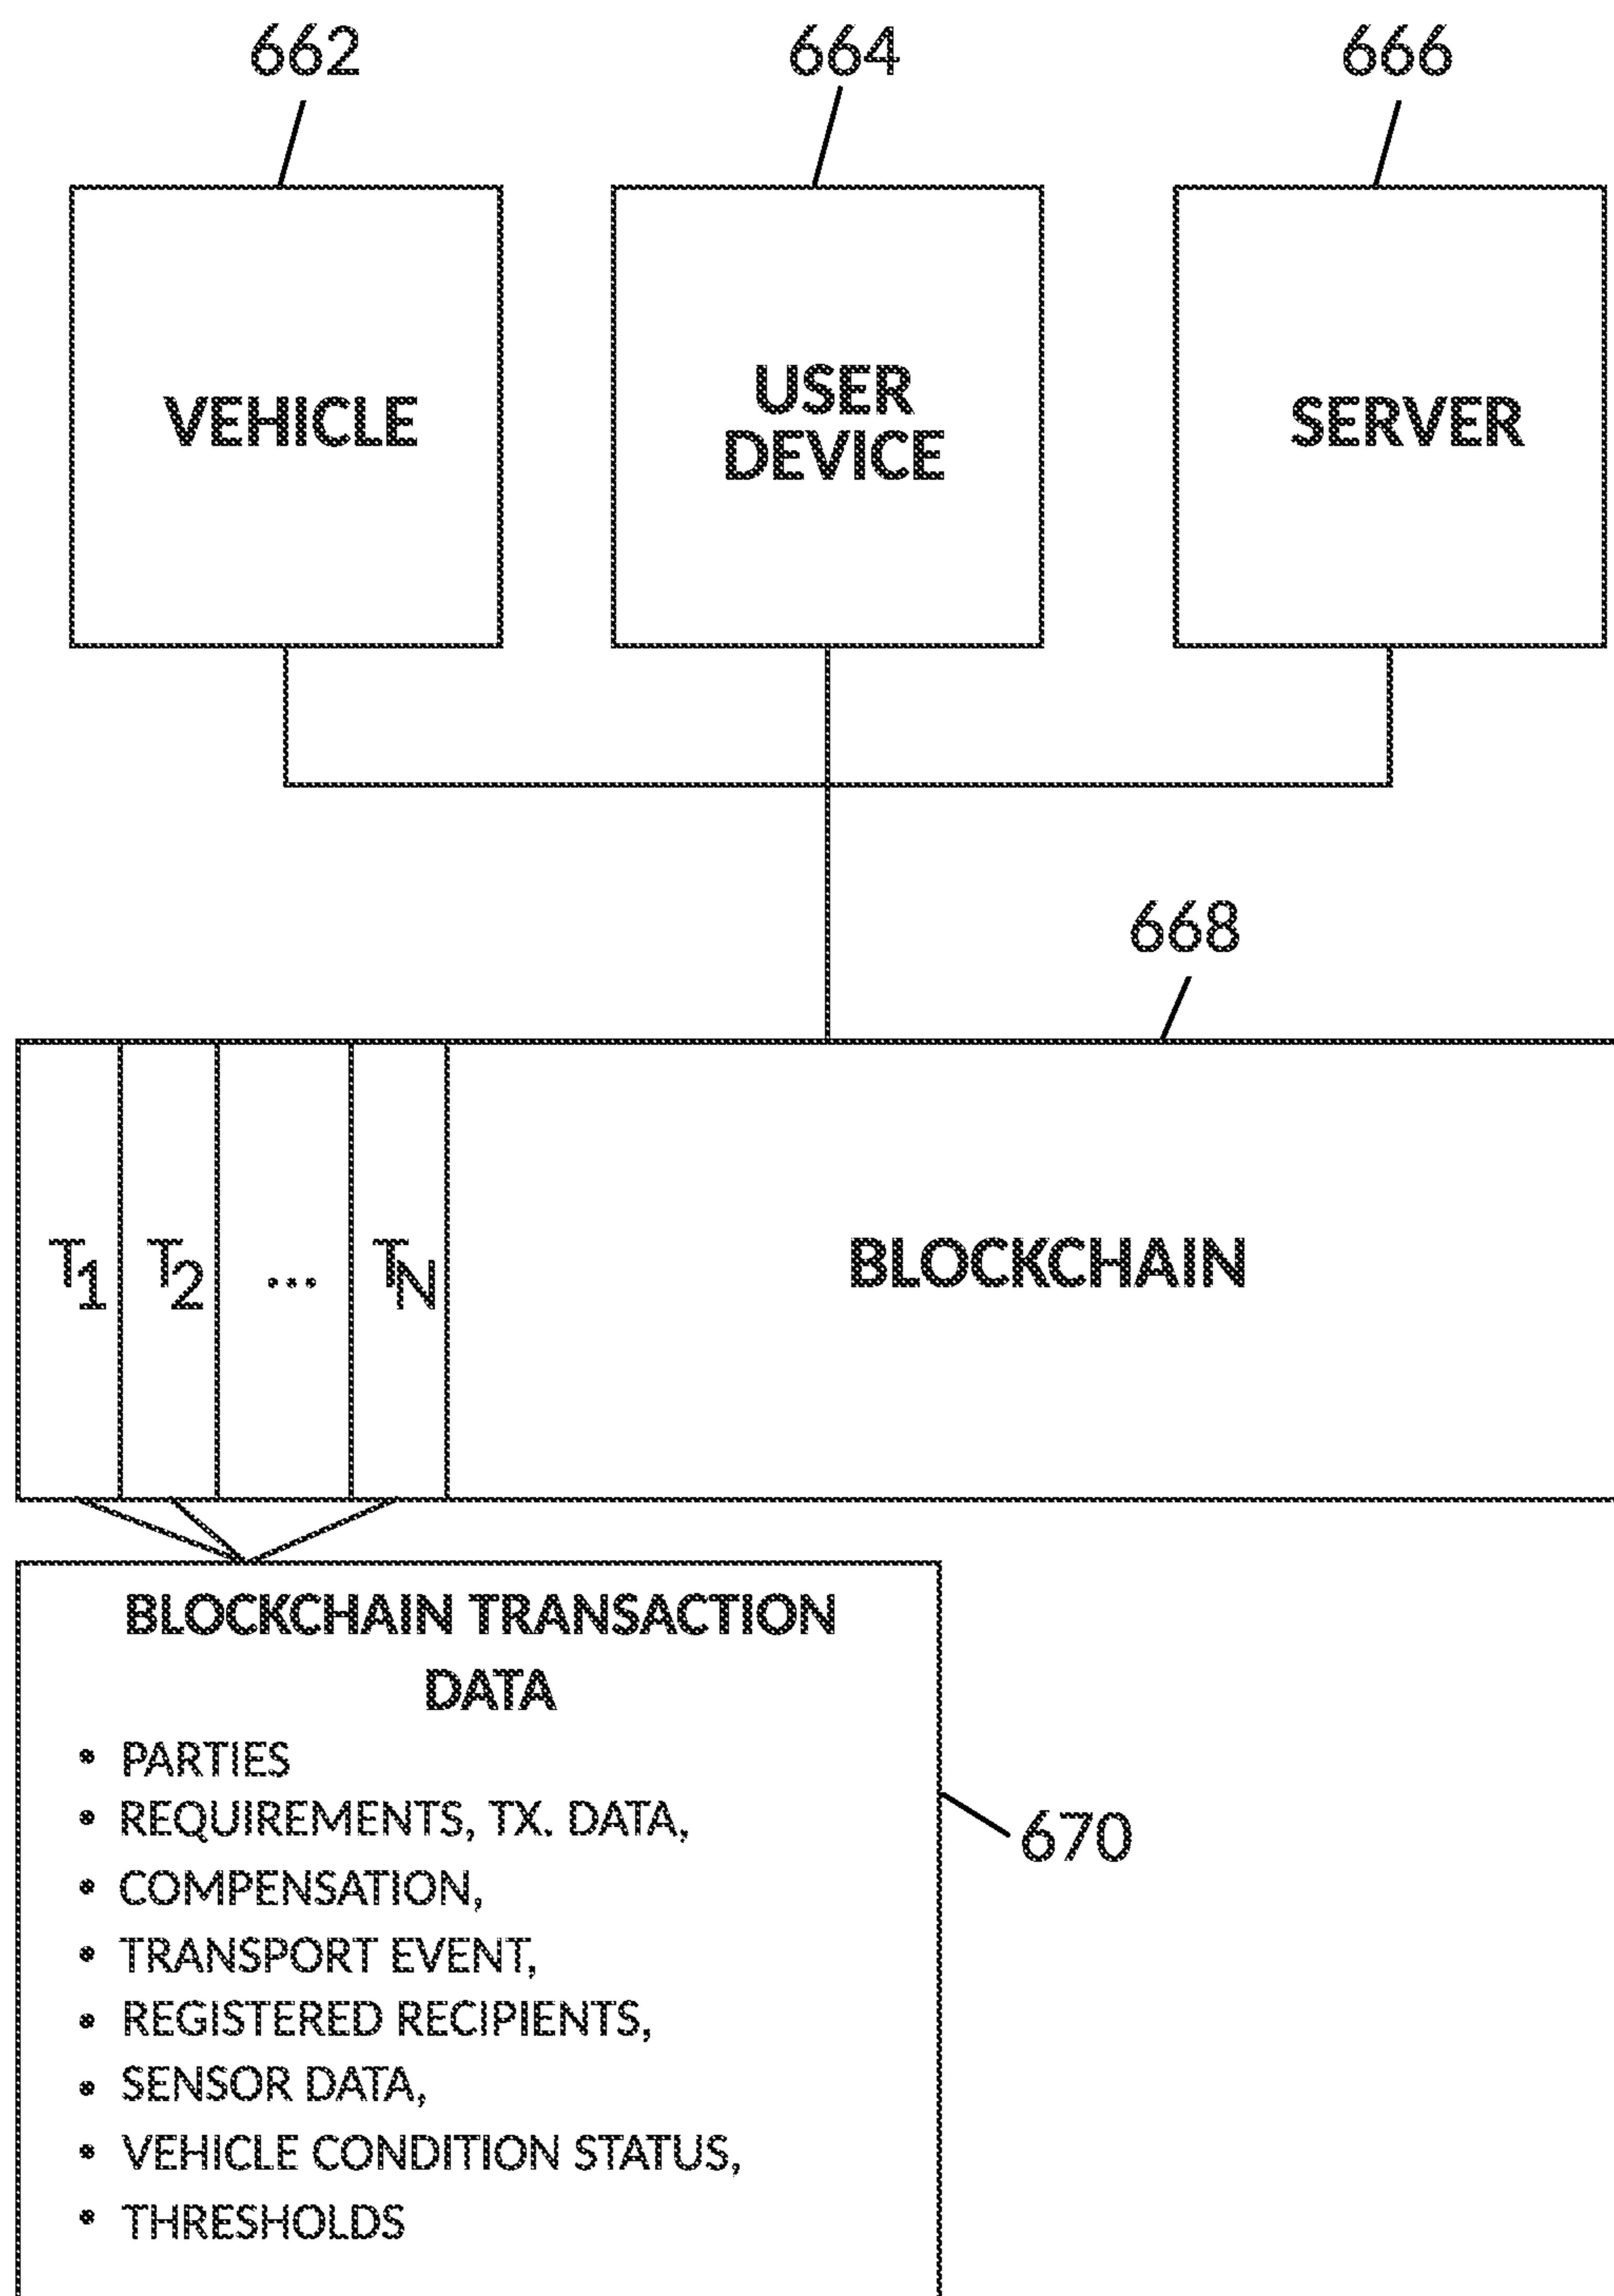 662
664
666
VEHICLE
USER
DEVICE
SERVER
668
T1
T2
...
TN
BLOCKCHAIN
BLOCKCHAIN TRANSACTION
DATA
• PARTIES
• REQUIREMENTS, TX. DATA,
• COMPENSATION,
• TRANSPORT EVENT,
• REGISTERED RECIPIENTS,
• SENSOR DATA,
• VEHICLE CONDITION STATUS,
• THRESHOLDS
670